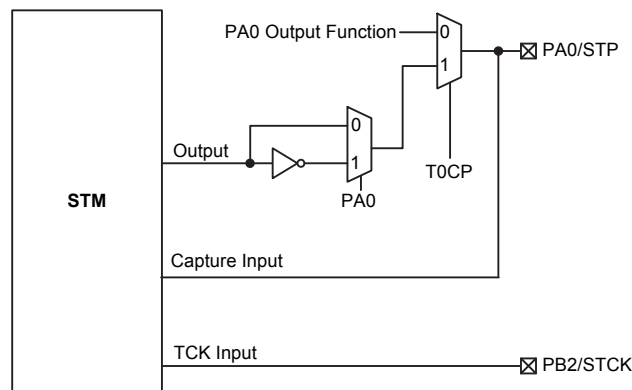 PA0 Output Function
0
1
PA0/STP
0
1
Output
T0CP
PA0
STM
Capture Input
TCK Input
PB2/STCK